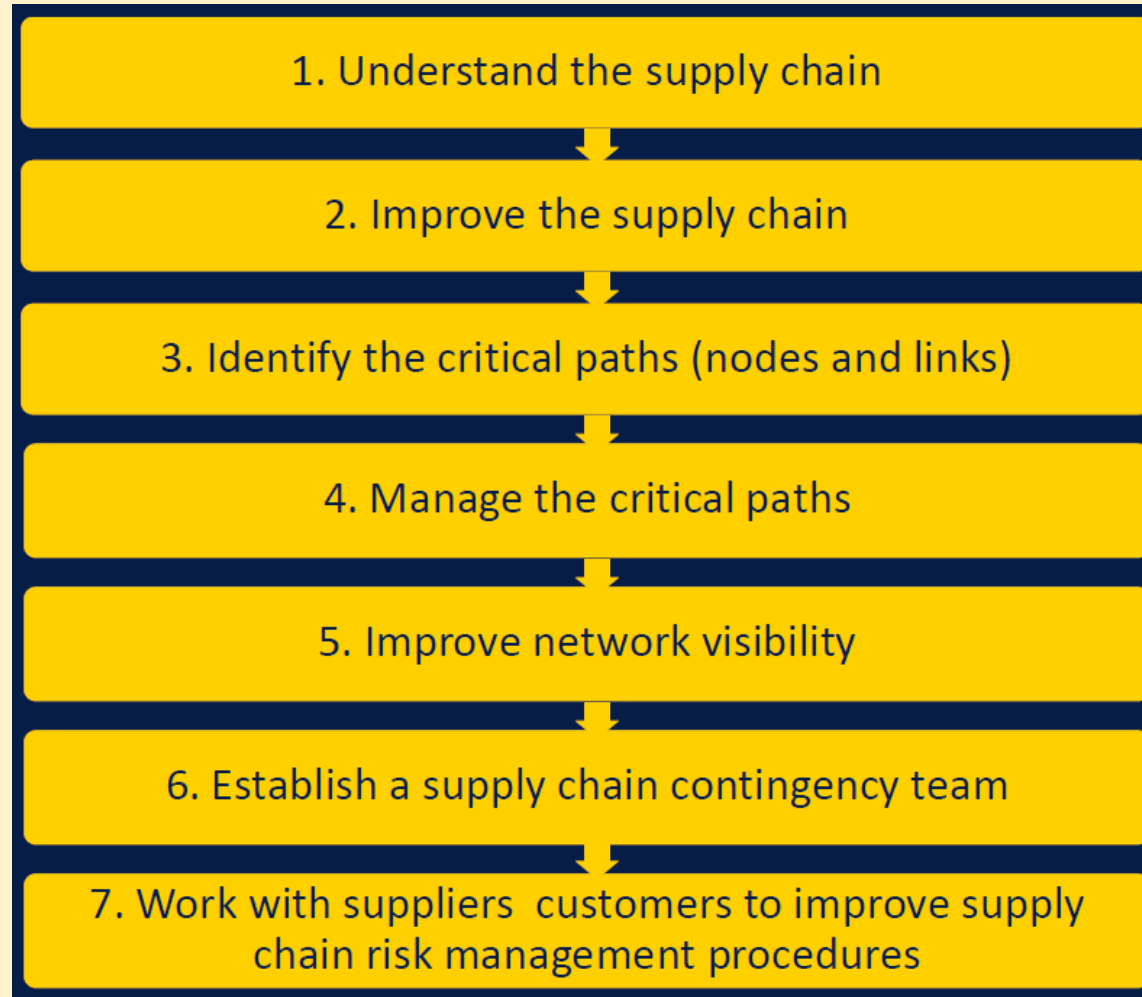 1. Understand the supply chain
2. Improve the supply chain
3. Identify the critical paths (nodes and links)
4. Manage the critical paths
5. Improve network visibility
6. Establish a supply chain contingency team
7. Work with suppliers  customers to improve supply
chain risk management procedures